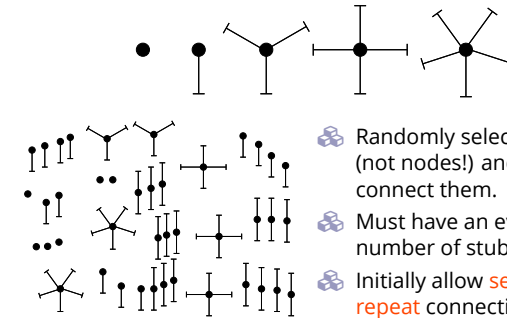 Randomly selec
(not nodes!) an
connect them.
Must have an ev
number of stub
Initially allow se
repeat connecti